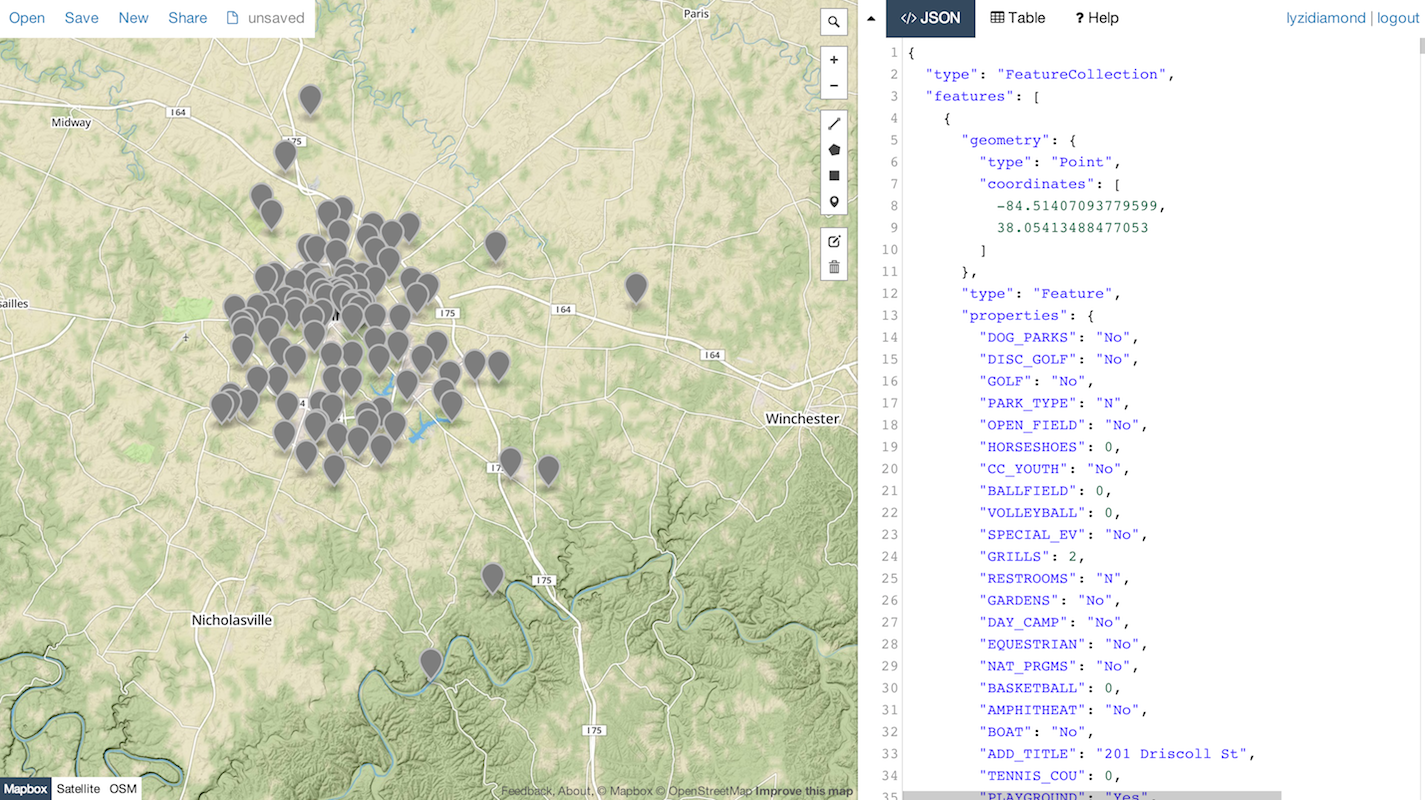 Open Save New Share unsaved
Paris
I 64
Midway
175
sailles
175
I 64
I 64
4
Winchester
17
I 75
Nicholasville
I 75
Mapbox Satellite OSM
Feedback, About, © Mapbox © OpenStreetMap Improve this map
</> JSON Table ? Help lyzidiamond | logout
1 {
2 "type": "FeatureCollection",
3 "features": [
4 {
5 "geometry": {
6 "type": "Point",
7 "coordinates": [
8 -84.51407093779599,
9 38.05413488477053
10 ]
11 },
12 "type": "Feature",
13 "properties": {
14 "DOG_PARKS": "No",
15 "DISC_GOLF": "No",
16 "GOLF": "No",
17 "PARK_TYPE": "N",
18 "OPEN_FIELD": "No",
19 "HORSESHOES": 0,
20 "CC_YOUTH": "No",
21 "BALLFIELD": 0,
22 "VOLLEYBALL": 0,
23 "SPECIAL_EV": "No",
24 "GRILLS": 2,
25 "RESTROOMS": "N",
26 "GARDENS": "No",
27 "DAY_CAMP": "No",
28 "EQUESTRIAN": "No",
29 "NAT_PRGMS": "No",
30 "BASKETBALL": 0,
31 "AMPHITHEAT": "No",
32 "BOAT": "No",
33 "ADD_TITLE": "201 Driscoll St",
34 "TENNIS_COU": 0,
35 "PLAYGROUND": "Yes",